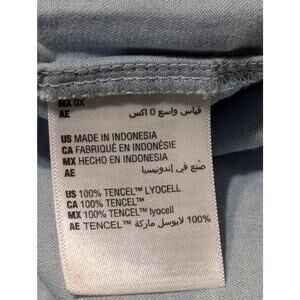 MX 0X
AE قياس واسع 0 اكس
US MADE IN INDONESIA
CA FABRIQUÉ EN INDONÉSIE
MX HECHO EN INDONESIA
AE صنع في إندونيسيا
US 100% TENCEL™ LYOCELL
CA 100% TENCEL™
MX 100% TENCEL™ lyocell
AE TENCEL™ لايوسل ماركة 100%